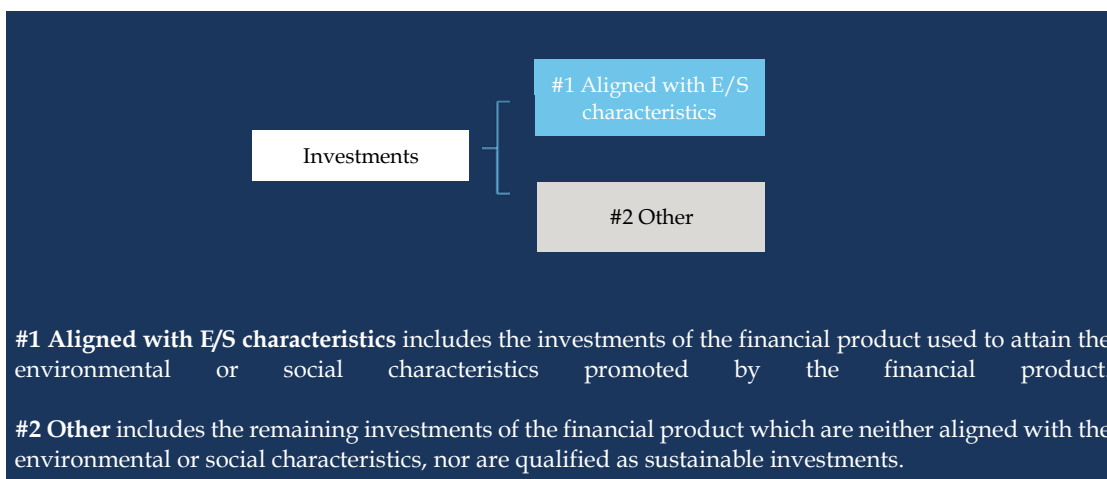 #1 Aligned with E/S
characteristics
Investments
#2 Other
#1 Aligned with E/S characteristics includes the investments of the financial product used to attain the
environmental or social characteristics promoted by the financial product.
#2 Other includes the remaining investments of the financial product which are neither aligned with the
environmental or social characteristics, nor are qualified as sustainable investments.